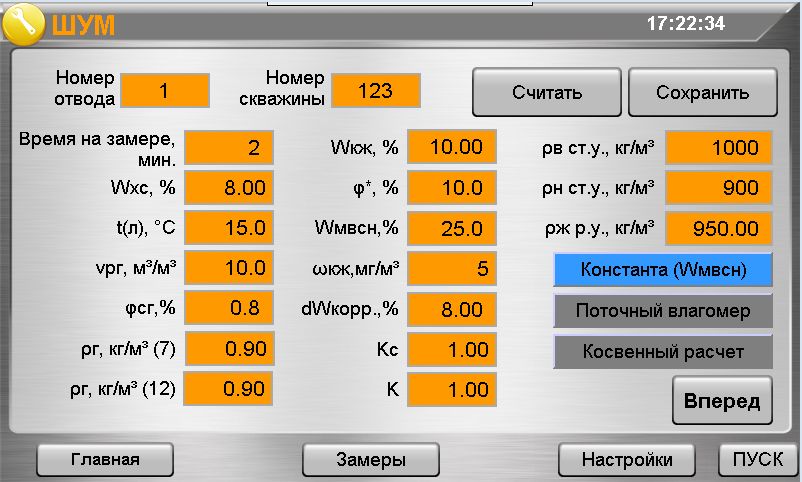 ШУМ 17:22:34
Номер отвода 1
Номер скважины 123
Считать
Сохранить
Время на замере, мин. 2
Wхс, % 8.00
t(л), °C 15.0
νрг, м³/м³ 10.0
φсг,% 0.8
ρг, кг/м³ (7) 0.90
ρг, кг/м³ (12) 0.90
Wкж, % 10.00
φ*, % 10.0
Wмвсн,% 25.0
ωкж,мг/м³ 5
dWкорр.,% 8.00
Kс 1.00
K 1.00
ρв ст.у., кг/м³ 1000
ρн ст.у., кг/м³ 900
ρж р.у., кг/м³ 950.00
Константа (Wмвсн)
Поточный влагомер
Косвенный расчет
Вперед
Главная
Замеры
Настройки
ПУСК